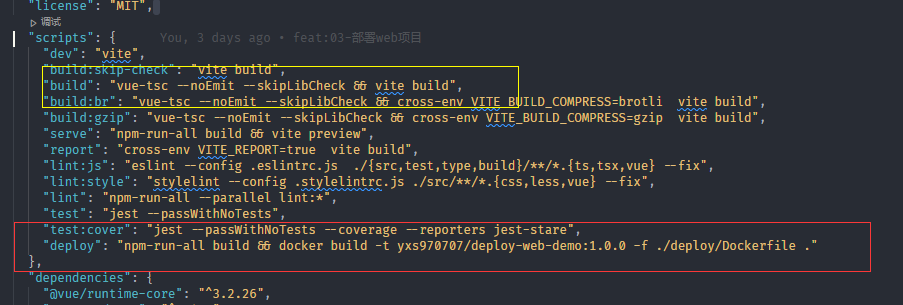 "license": "MIT",
▷ 调试
"scripts": { You, 3 days ago • feat:03-部署web项目
"dev": "vite",
"build:skip-check": "vite build",
"build": "vue-tsc --noEmit --skipLibCheck && vite build",
"build:br": "vue-tsc --noEmit --skipLibCheck && cross-env VITE_BUILD_COMPRESS=brotli  vite build",
"build:gzip": "vue-tsc --noEmit --skipLibCheck && cross-env VITE_BUILD_COMPRESS=gzip  vite build",
"serve": "npm-run-all build && vite preview",
"report": "cross-env VITE_REPORT=true  vite build",
"lint:js": "eslint --config .eslintrc.js  ./{src,test,type,build}/**/*.{ts,tsx,vue} --fix",
"lint:style": "stylelint --config .stylelintrc.js ./src/**/*.{css,less,vue} --fix",
"lint": "npm-run-all --parallel lint:*",
"test": "jest --passWithNoTests",
"test:cover": "jest --passWithNoTests --coverage --reporters jest-stare",
"deploy": "npm-run-all build && docker build -t yxs970707/deploy-web-demo:1.0.0 -f ./deploy/Dockerfile ."
},
"dependencies": {
"@vue/runtime-core": "^3.2.26",